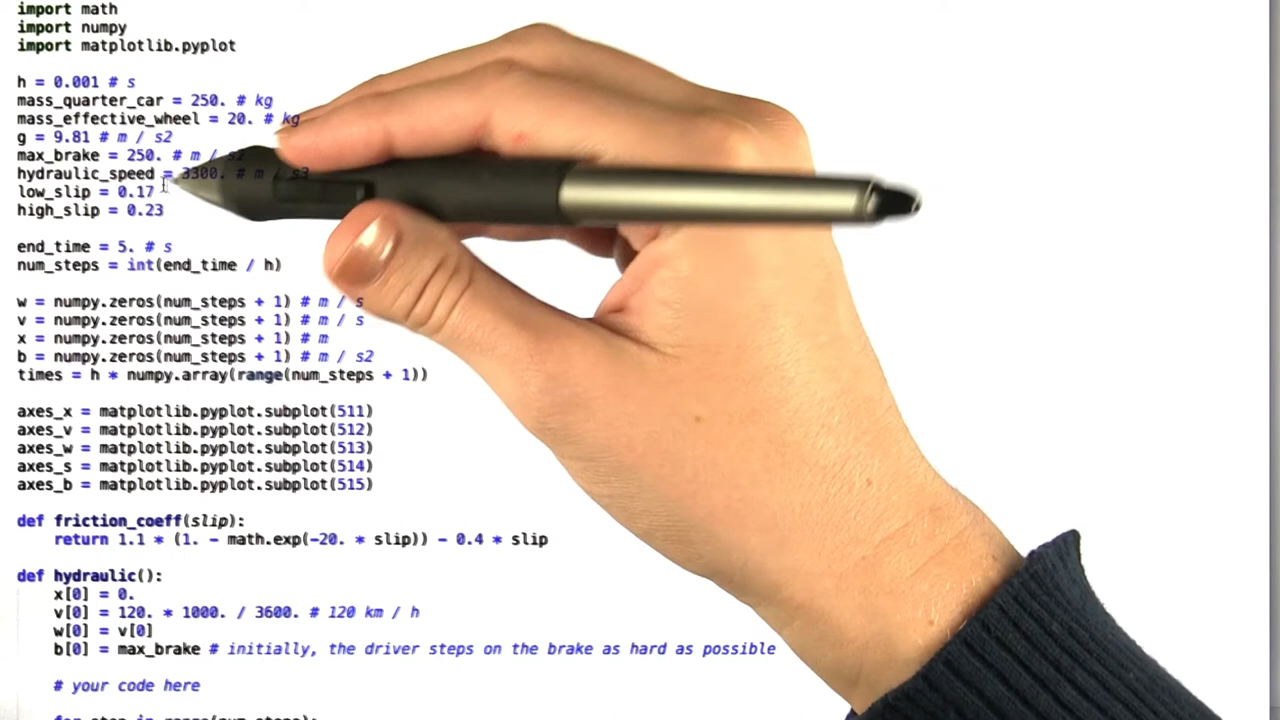 import math
import numpy
import matplotlib.pyplot
h = 0.001 # s
mass_quarter_car = 250. # kg
mass_effective_wheel = 20. # kg
g = 9.81 # m / s2
max_brake = 250. # m / s2
hydraulic_speed = 3300. # m / s3
low_slip = 0.17
high_slip = 0.23
end_time = 5. # s
num_steps = int(end_time / h)
w = numpy.zeros(num_steps + 1) # m / s
v = numpy.zeros(num_steps + 1) # m / s
x = numpy.zeros(num_steps + 1) # m
b = numpy.zeros(num_steps + 1) # m / s2
times = h * numpy.array(range(num_steps + 1))
axes_x = matplotlib.pyplot.subplot(511)
axes_v = matplotlib.pyplot.subplot(512)
axes_w = matplotlib.pyplot.subplot(513)
axes_s = matplotlib.pyplot.subplot(514)
axes_b = matplotlib.pyplot.subplot(515)
def friction_coeff(slip):
return 1.1 * (1. - math.exp(-20. * slip)) - 0.4 * slip
def hydraulic():
x[0] = 0.
v[0] = 120. * 1000. / 3600. # 120 km / h
w[0] = v[0]
b[0] = max_brake # initially, the driver steps on the brake as hard as possible
# your code here
for step in range(num_steps):